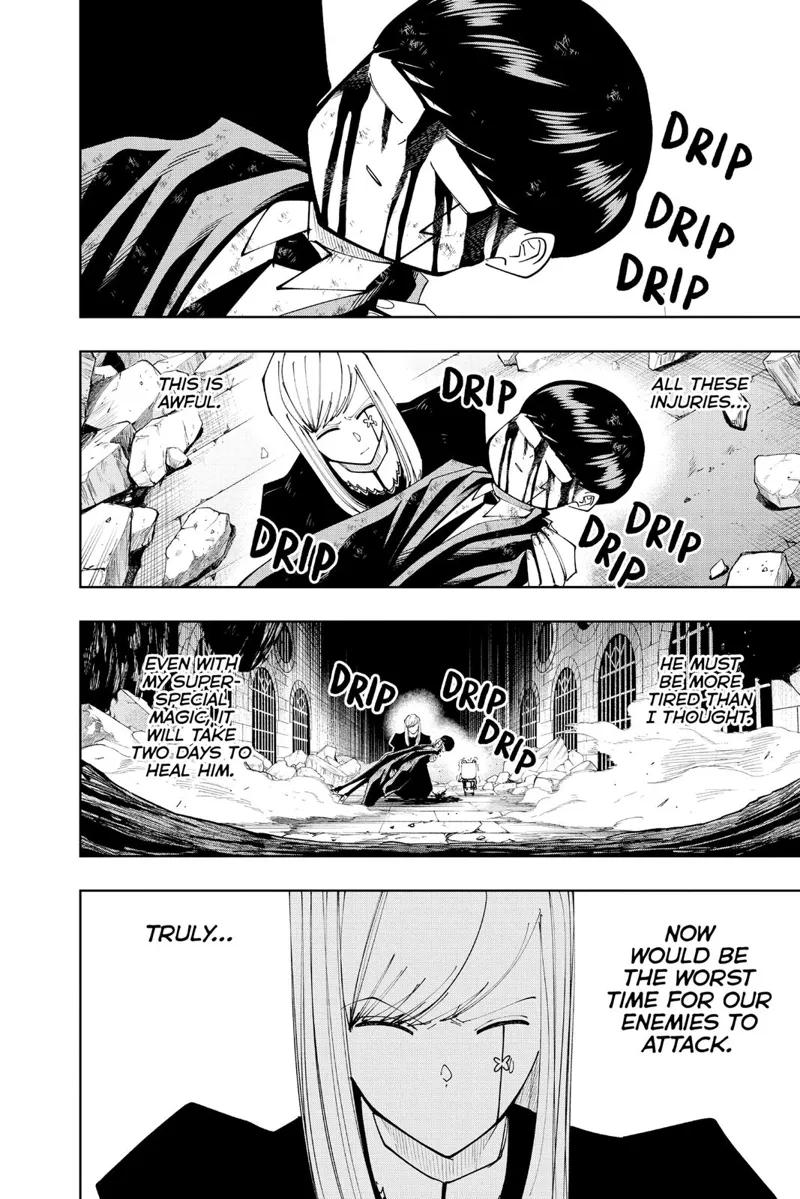 DRIP
DRIP
DRIP
ALL THESE
INJURIES...
DRIP
THIS IS
AWFUL.
DRIP
DRIP
DRIP
HE MUST
BE MORE
TIRED THAN
I THOUGHT.
DRIP
DRIP
DRIP
EVEN WITH
MY SUPER-
SPECIAL
MAGIC, IT
WILL TAKE
TWO DAYS TO
HEAL HIM.
NOW
WOULD BE
THE WORST
TIME FOR OUR
ENEMIES TO
ATTACK.
TRULY...